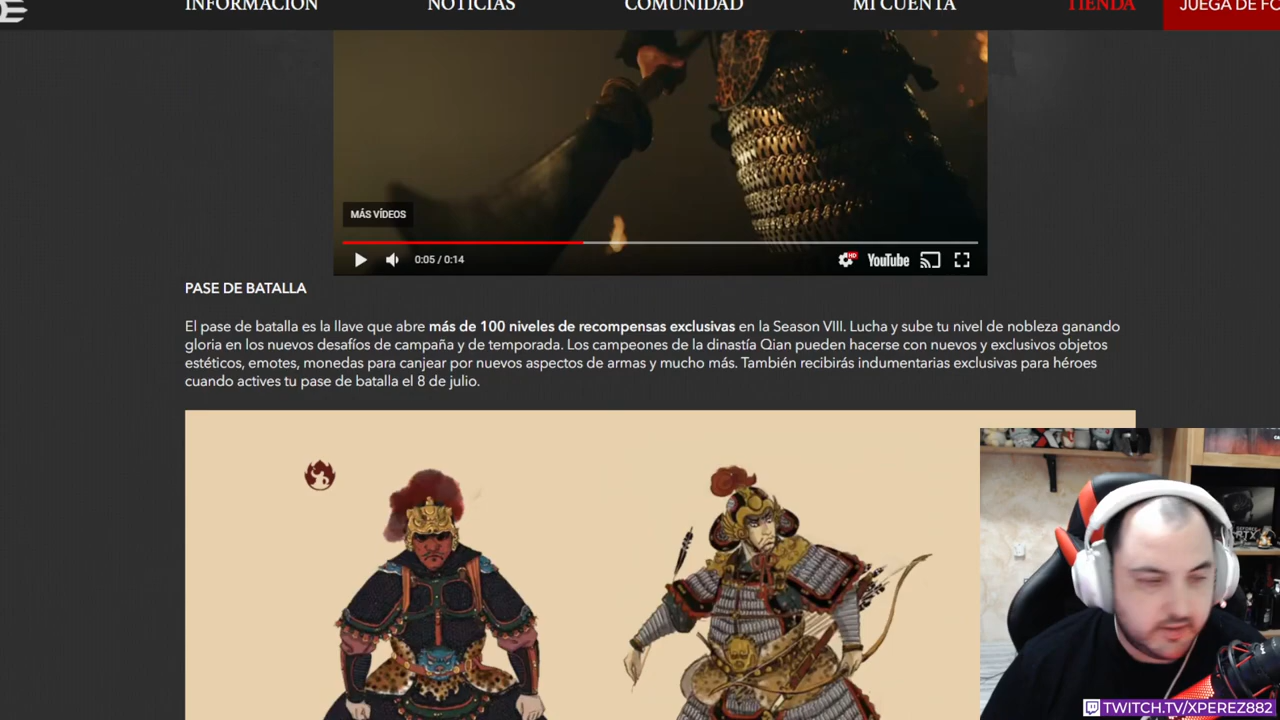 INFORMACIÓN NOTICIAS COMUNIDAD MI CUENTA TIENDA JUEGA DE FO
MÁS VÍDEOS
0:05 / 0:14 HD YouTube
PASE DE BATALLA
El pase de batalla es la llave que abre más de 100 niveles de recompensas exclusivas en la Season VIII. Lucha y sube tu nivel de nobleza ganando
gloria en los nuevos desafíos de campaña y de temporada. Los campeones de la dinastía Qian pueden hacerse con nuevos y exclusivos objetos
estéticos, emotes, monedas para canjear por nuevos aspectos de armas y mucho más. También recibirás indumentarias exclusivas para héroes
cuando actives tu pase de batalla el 8 de julio.
TWITCH.TV/XPEREZ882